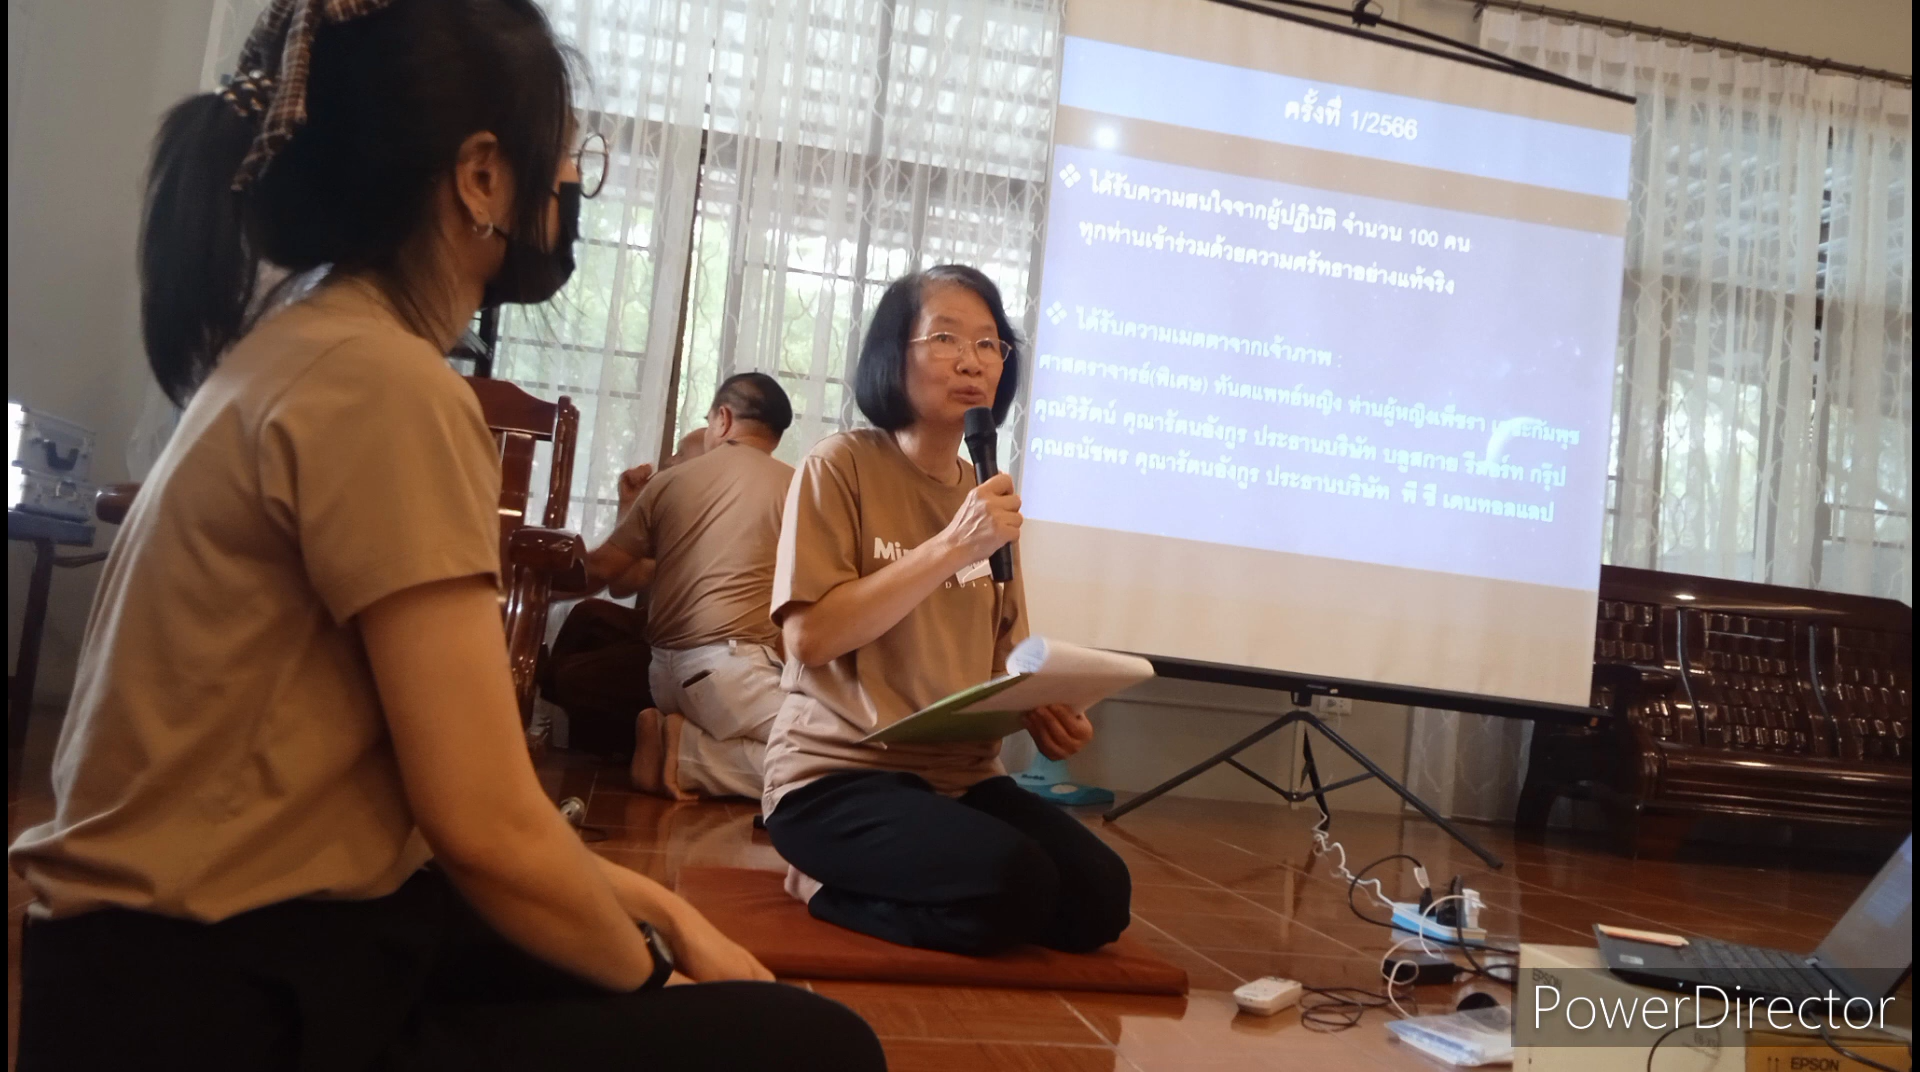 ครั้งที่ 1/2566
❖ ได้รับความสนใจจากผู้ปฏิบัติ จำนวน 100 คน
ทุกท่านเข้าร่วมด้วยความศรัทธาอย่างแท้จริง
❖ ได้รับความเมตตาจากเจ้าภาพ :
ศาสตราจารย์(พิเศษ) ทันตแพทย์หญิง ท่านผู้หญิงเพ็ชรา
คุณวิรัตน์ คุณารัตนอังกูร ประธานบริษัท บลูสกาย รีสอร์ท กรุ๊ป
คุณธนัชพร คุณารัตนอังกูร ประธานบริษัท พี ซี เดนทอลแลป
EPSON
PowerDirector
EPSON